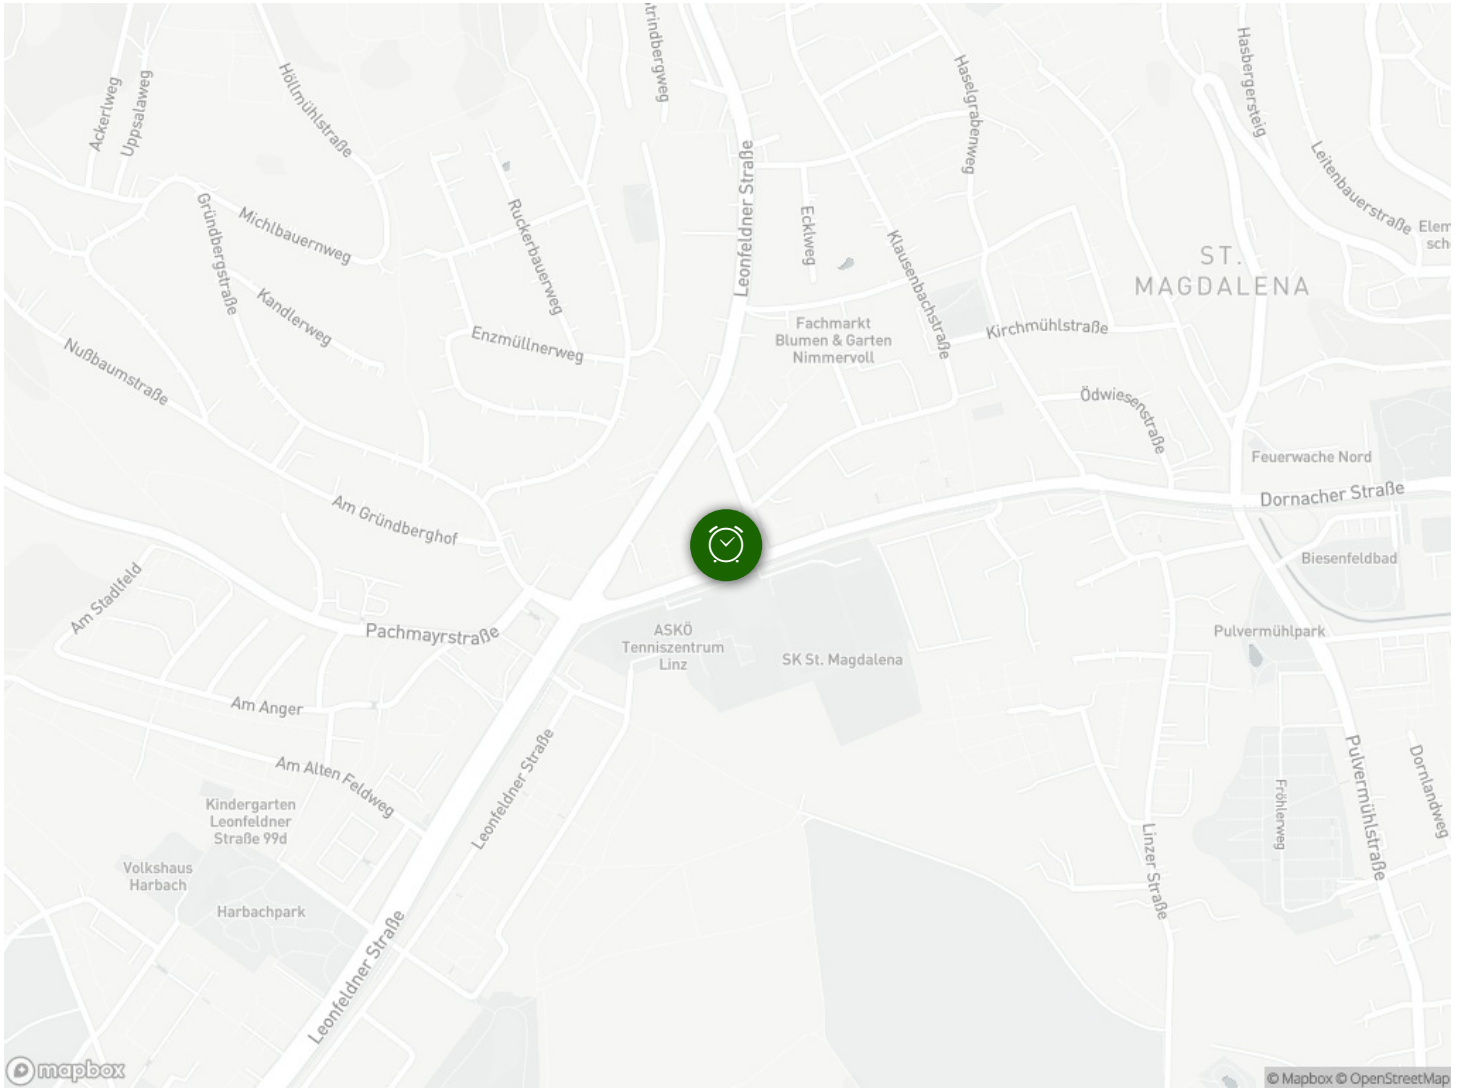 trindbergweg
Ackerlweg
Uppsalaweg
Höllmühlstraße
Haselgrabenweg
Hasbergersteig
Leitenbauerstraße
Elem
sch
Gründbergstraße
Michlbauernweg
Ruckerbauerweg
Leonfeldner Straße
Ecklweg
Klausenbachstraße
ST.
MAGDALENA
Kandlerweg
Enzmüllnerweg
Fachmarkt
Blumen & Garten
Nimmervoll
Kirchmühlstraße
Nußbaumstraße
Ödwiesenstraße
Feuerwache Nord
Dornacher Straße
Am Gründberghof
Biesenfeldbad
Am Stadlfeld
Pachmayrstraße
ASKÖ
Tenniszentrum
Linz
SK St. Magdalena
Pulvermühlpark
Am Anger
Am Alten Feldweg
Leonfeldner Straße
Pulvermühlstraße
Dornlandweg
Fröhlerweg
Kindergarten
Leonfeldner
Straße 99d
Linzer Straße
Volkshaus
Harbach
Harbachpark
Leonfeldner Straße
mapbox
© Mapbox © OpenStreetMap